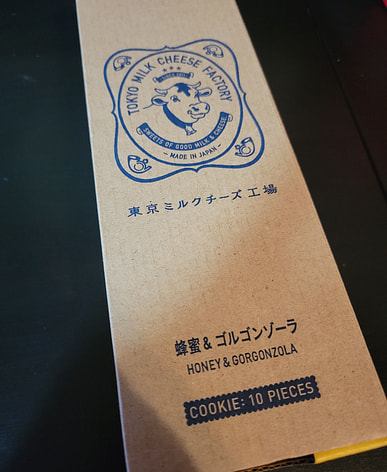 TOKYO MILK CHEESE FACTORY
SWEETS OF GOOD MILK & CHEESE
– MADE IN JAPAN –
東京ミルクチーズ工場
蜂蜜&ゴルゴンゾーラ
HONEY & GORGONZOLA
COOKIE: 10 PIECES